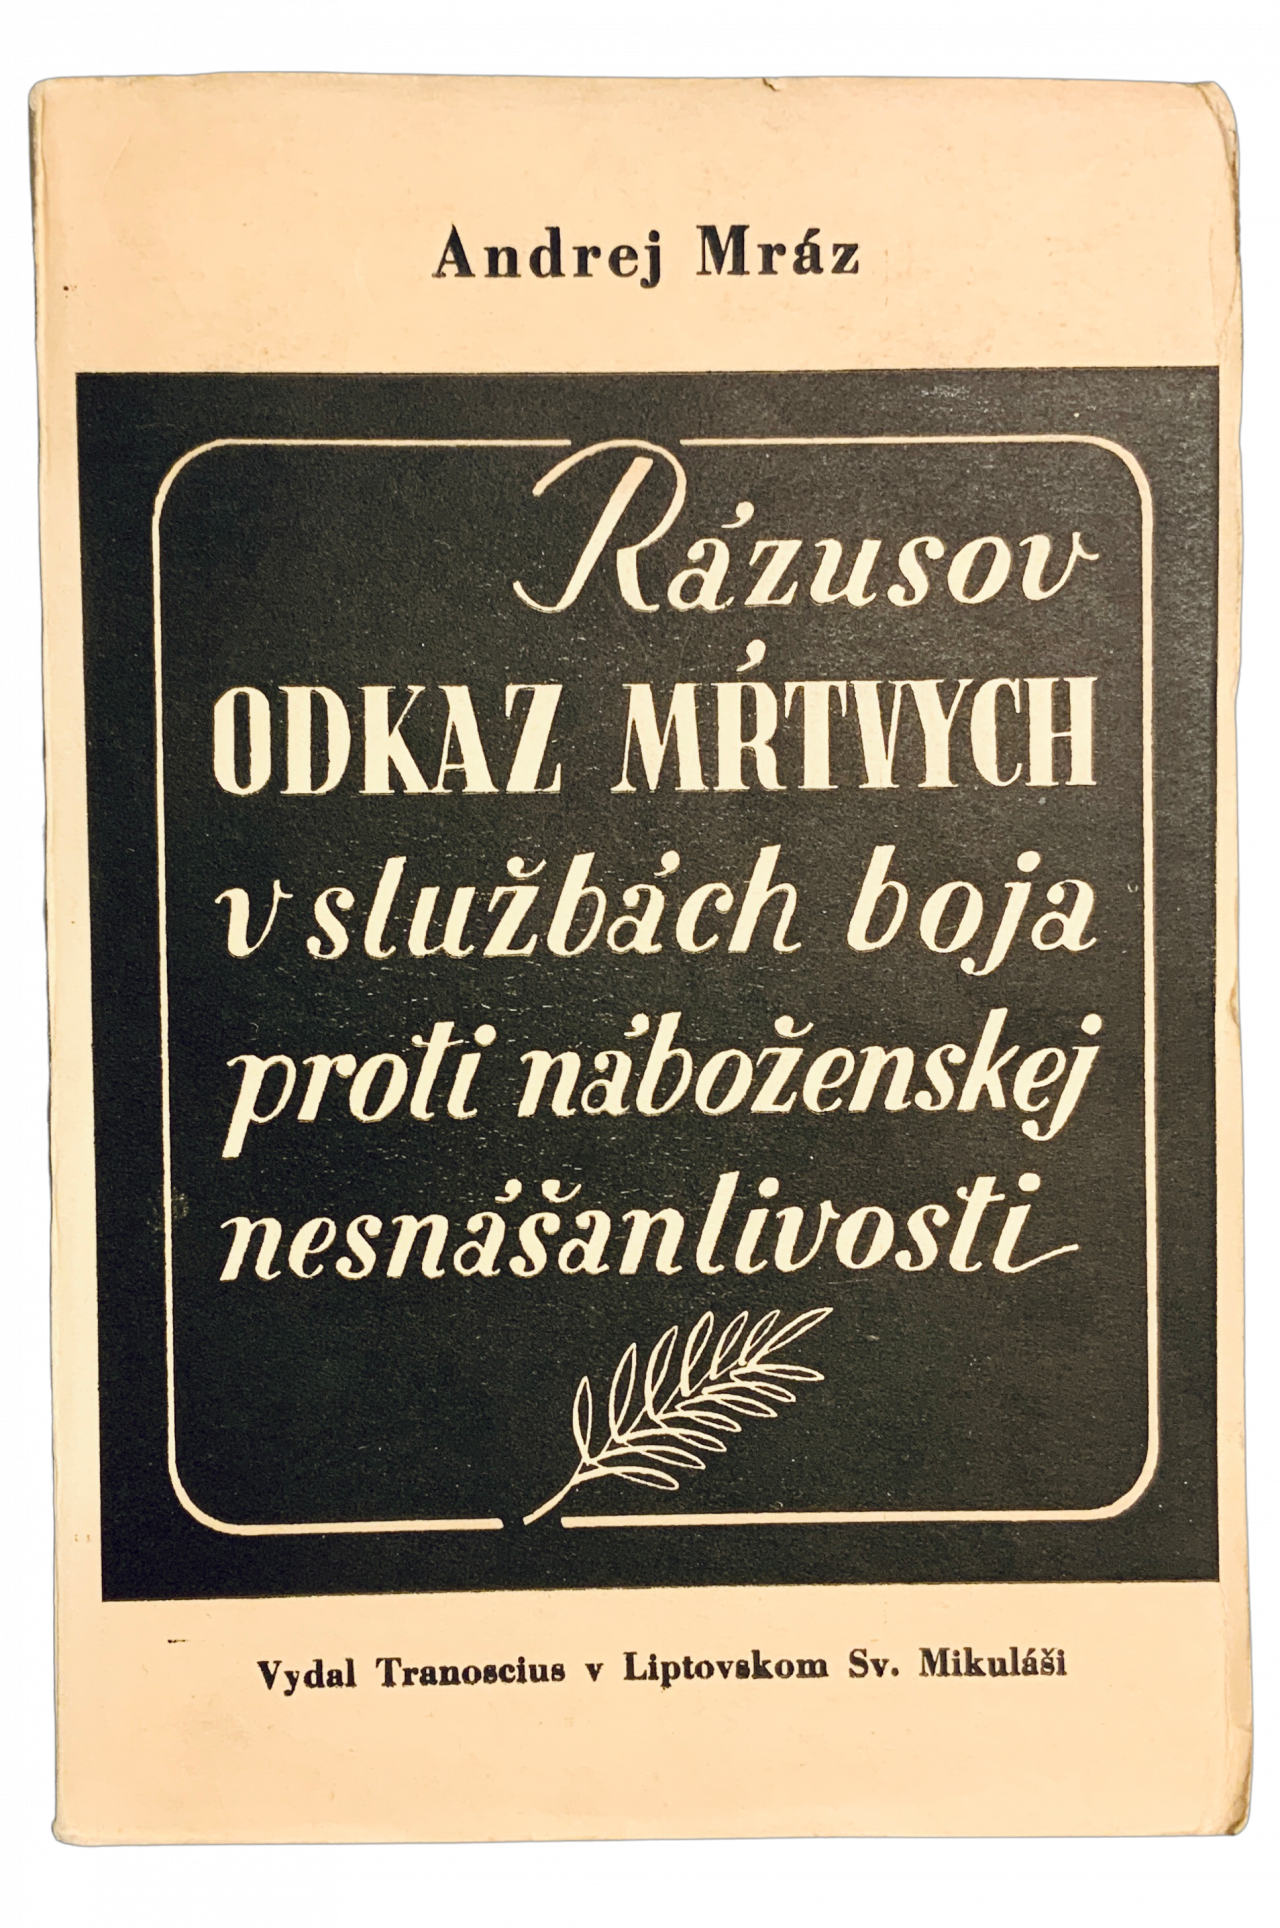 Andrej Mráz
Rázusov
ODKAZ MŔTVYCH
v službách boja
proti náboženskej
nesnášanlivosti
Vydal Tranoscius v Liptovskom Sv. Mikuláši